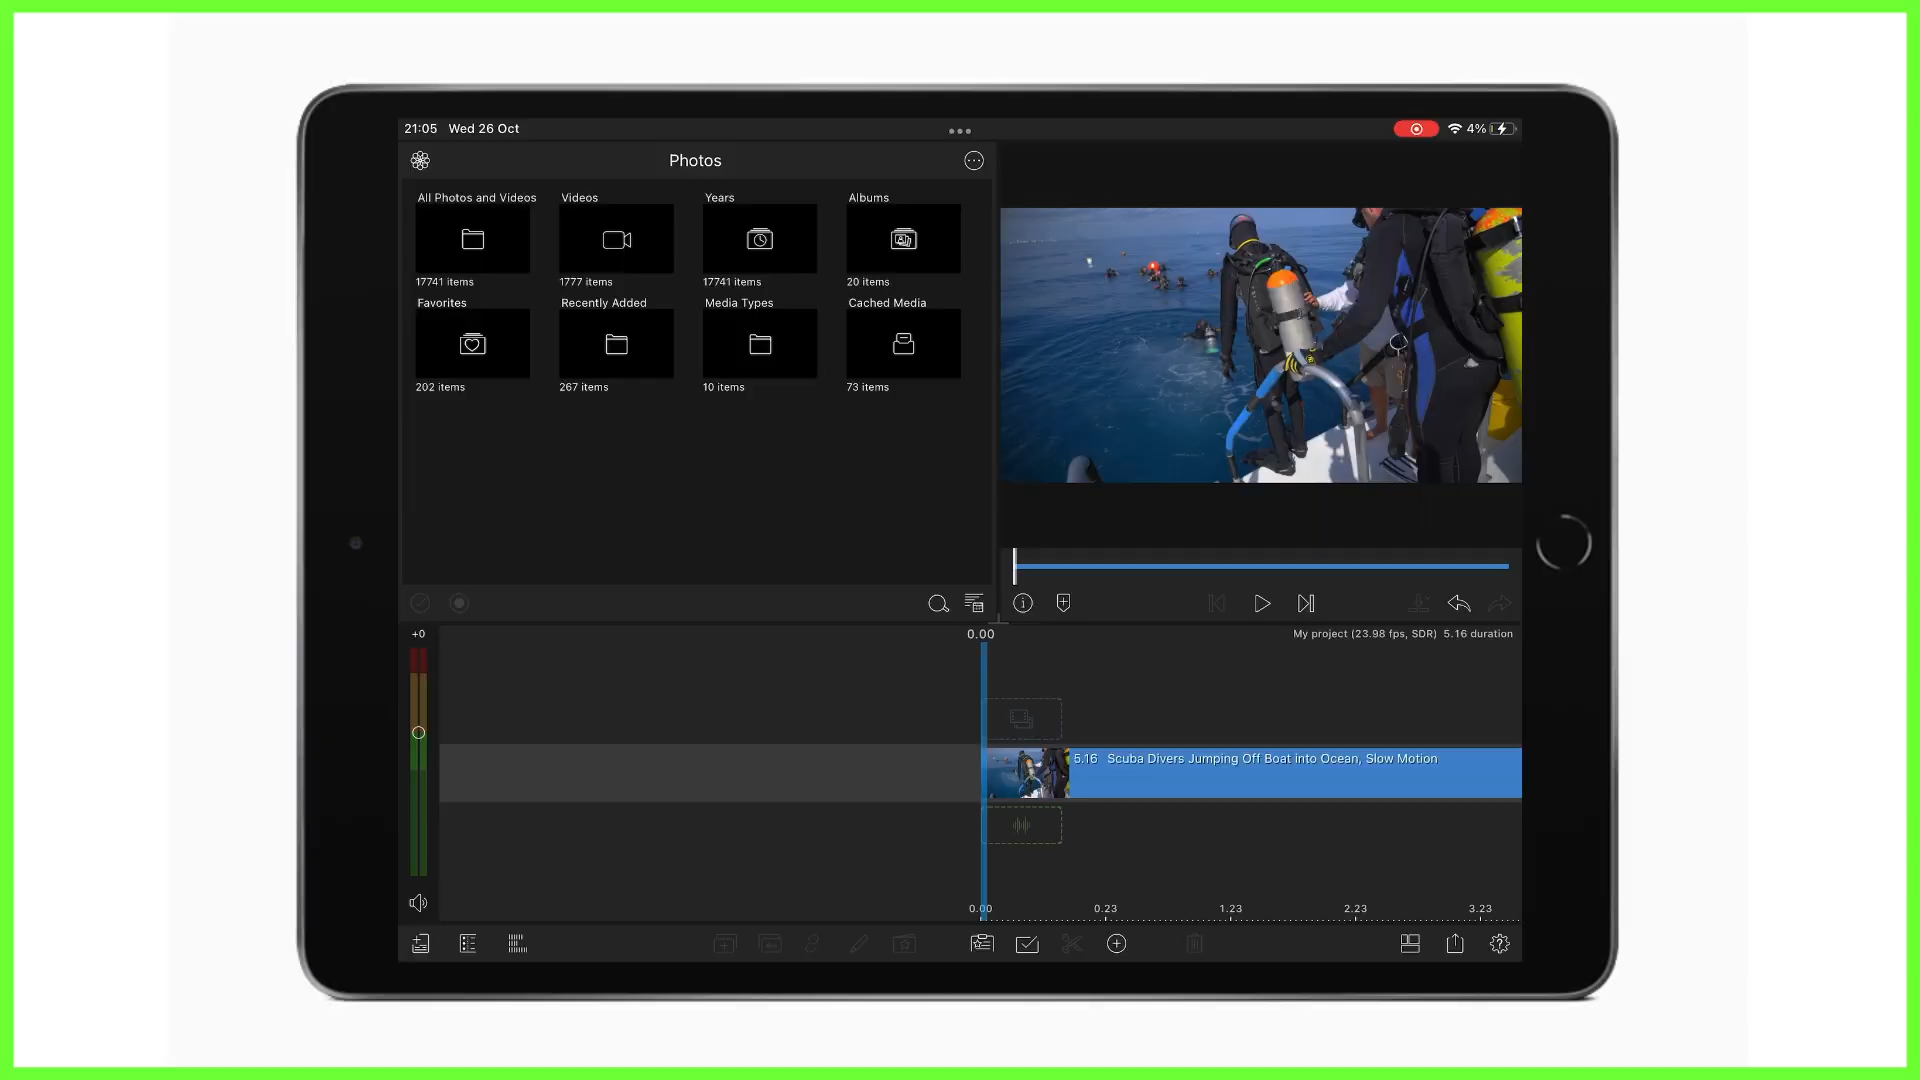 21:05 Wed 26 Oct
4%
Photos
All Photos and Videos
Videos
Years
Albums
17741 items
1777 items
17741 items
20 items
Favorites
Recently Added
Media Types
Cached Media
202 items
267 items
10 items
73 items
+0
0.00
My project (23.98 fps, SDR) 5.16 duration
5.16 Scuba Divers Jumping Off Boat into Ocean, Slow Motion
0.00
0.23
1.23
2.23
3.23